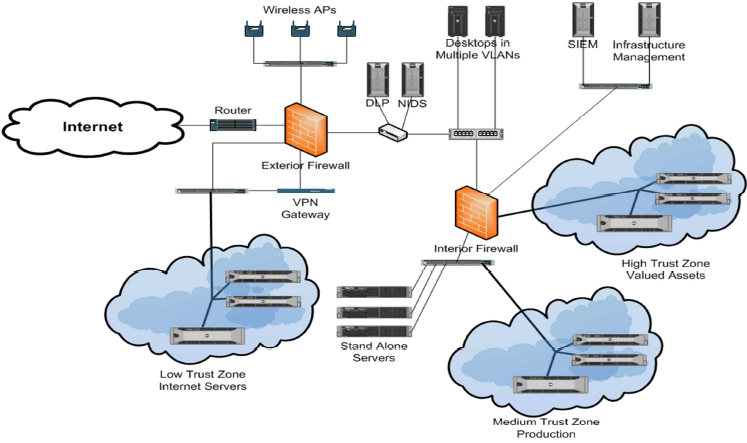 Wireless APs
Desktops in
Multiple VLANs
SIEM
Infrastructure
Management
DLP
NIDS
Router
Internet
Exterior Firewall
VPN
Gateway
Interior Firewall
High Trust Zone
Valued Assets
Stand Alone
Servers
Low Trust Zone
Internet Servers
Medium Trust Zone
Production